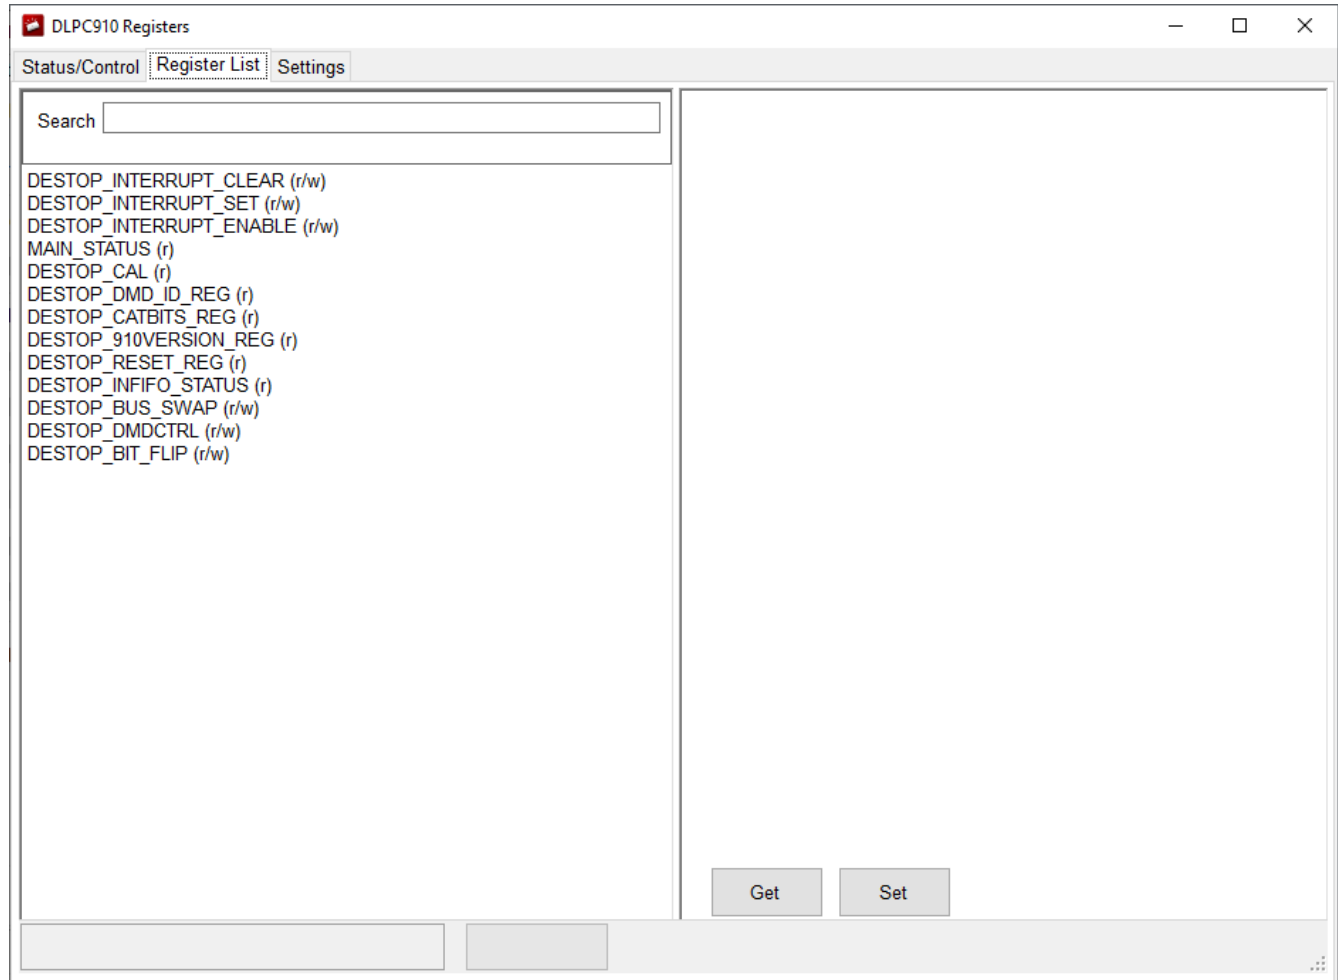 DLPC910 Registers
Status/Control Register List Settings
Search
DESTOP_INTERRUPT_CLEAR (r/w)
DESTOP_INTERRUPT_SET (r/w)
DESTOP_INTERRUPT_ENABLE (r/w)
MAIN_STATUS (r)
DESTOP_CAL (r)
DESTOP_DMD_ID_REG (r)
DESTOP_CATBITS_REG (r)
DESTOP_910VERSION_REG (r)
DESTOP_RESET_REG (r)
DESTOP_INFIFO_STATUS (r)
DESTOP_BUS_SWAP (r/w)
DESTOP_DMDCTRL (r/w)
DESTOP_BIT_FLIP (r/w)
Get Set